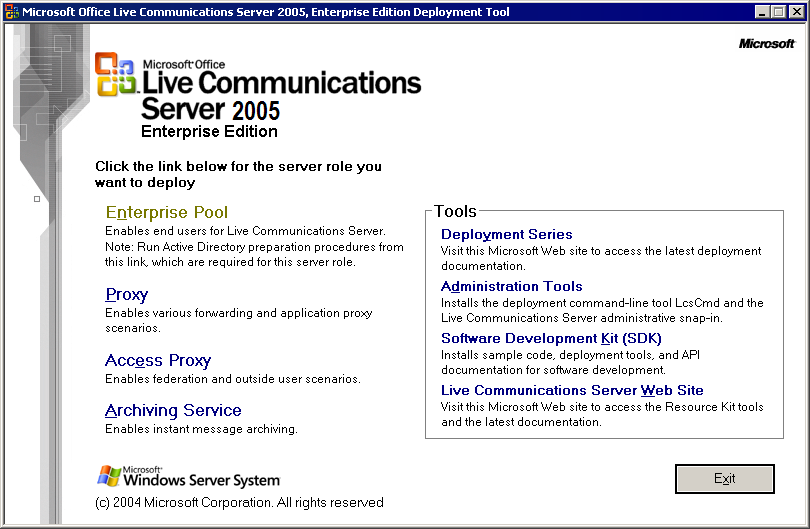 Microsoft Office Live Communications Server 2005, Enterprise Edition Deployment Tool
Microsoft
Microsoft Office
Live Communications
Server 2005
Enterprise Edition
Click the link below for the server role you
want to deploy
Enterprise Pool
Enables end users for Live Communications Server.
Note: Run Active Directory preparation procedures from
this link, which are required for this server role.
Proxy
Enables various forwarding and application proxy
scenarios.
Access Proxy
Enables federation and outside user scenarios.
Archiving Service
Enables instant message archiving.
Tools
Deployment Series
Visit this Microsoft Web site to access the latest deployment
documentation.
Administration Tools
Installs the deployment command-line tool LcsCmd and the
Live Communications Server administrative snap-in.
Software Development Kit (SDK)
Installs sample code, deployment tools, and API
documentation for software development.
Live Communications Server Web Site
Visit this Microsoft Web site to access the Resource Kit tools
and the latest documentation.
Microsoft
Windows Server System
(c) 2004 Microsoft Corporation. All rights reserved
Exit